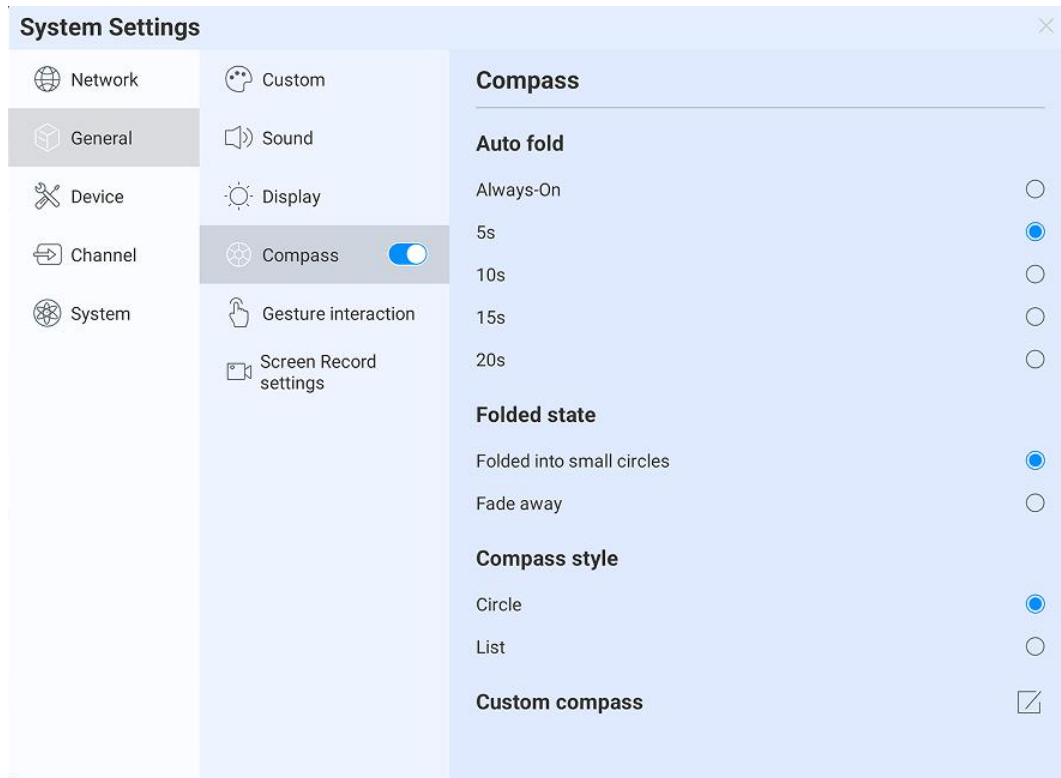 System Settings
Network
General
Device
Channel
System
Custom
Sound
Display
Compass
Gesture interaction
Screen Record
settings
Compass
Auto fold
Always-On
5s
10s
15s
20s
Folded state
Folded into small circles
Fade away
Compass style
Circle
List
Custom compass